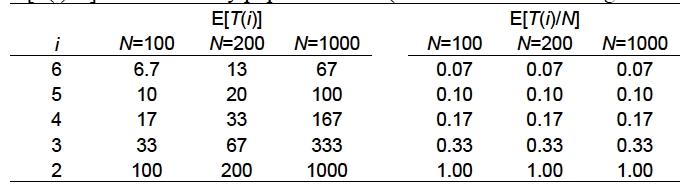 E[T(i)] E[T(i)/N]
i N=100 N=200 N=1000 N=100 N=200 N=1000
6 6.7 13 67 0.07 0.07 0.07
5 10 20 100 0.10 0.10 0.10
4 17 33 167 0.17 0.17 0.17
3 33 67 333 0.33 0.33 0.33
2 100 200 1000 1.00 1.00 1.00